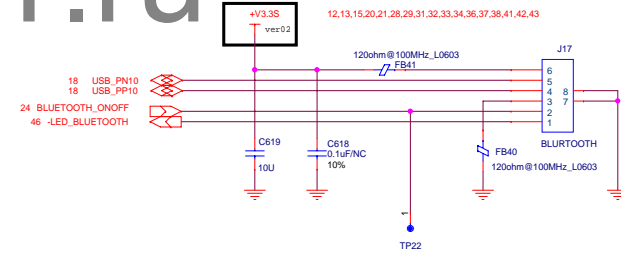 r.ru
+V3.3S 12,13,15,20,21,28,29,31,32,33,34,36,37,38,41,42,43
ver02
120ohm@100MHz_L0603
FB41
J17
18 USB_PN10
18 USB_PP10
24 BLUETOOTH_ONOFF
46 -LED_BLUETOOTH
6
5
4 8
3 7
2
1
BLURTOOTH
C619
10U
C618
0.1uF/NC
10%
FB40
120ohm@100MHz_L0603
1
TP22